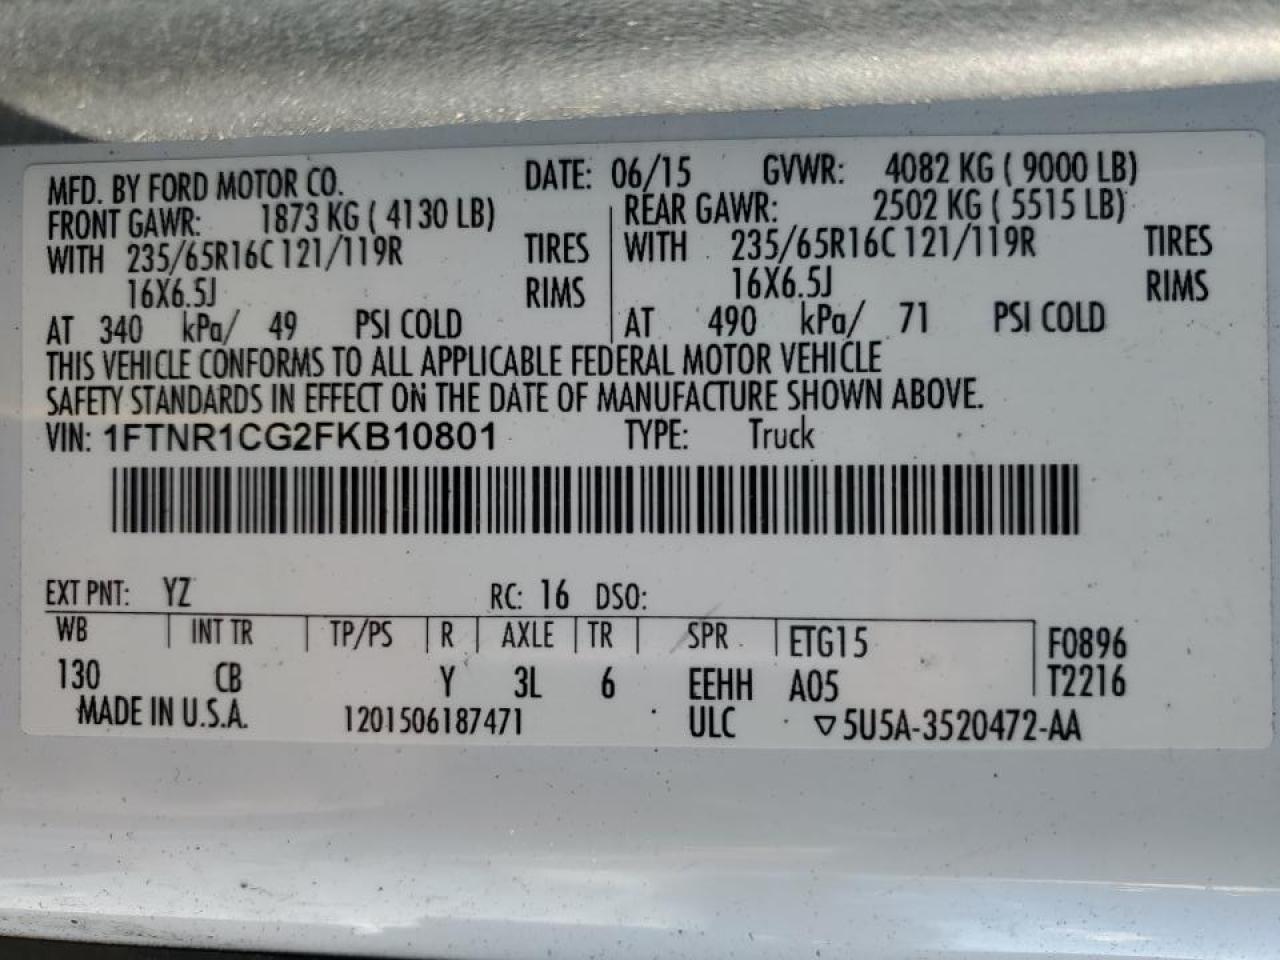 MFD. BY FORD MOTOR CO. DATE: 06/15 GVWR: 4082 KG ( 9000 LB)
FRONT GAWR: 1873 KG ( 4130 LB) REAR GAWR: 2502 KG ( 5515 LB)
WITH 235/65R16C 121/119R TIRES WITH 235/65R16C 121/119R TIRES
16X6.5J RIMS 16X6.5J RIMS
AT 340 kPa/ 49 PSI COLD AT 490 kPa/ 71 PSI COLD
THIS VEHICLE CONFORMS TO ALL APPLICABLE FEDERAL MOTOR VEHICLE
SAFETY STANDARDS IN EFFECT ON THE DATE OF MANUFACTURE SHOWN ABOVE.
VIN: 1FTNR1CG2FKB10801 TYPE: Truck
EXT PNT: YZ RC: 16 DSO:
WB INT TR TP/PS R AXLE TR SPR ETG15 F0896
130 CB Y 3L 6 EEHH A05 T2216
MADE IN U.S.A. 1201506187471 ULC ▽5U5A-3520472-AA